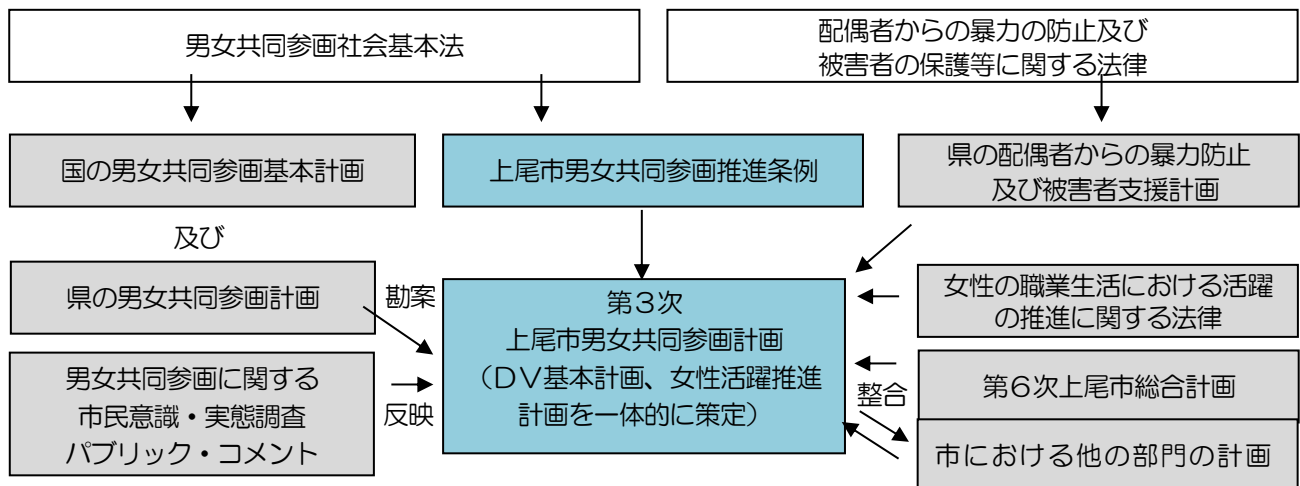 男女共同参画社会基本法
配偶者からの暴力の防止及び
被害者の保護等に関する法律
国の男女共同参画基本計画
上尾市男女共同参画推進条例
県の配偶者からの暴力防止
及び被害者支援計画
及び
県の男女共同参画計画
勘案
第3次
上尾市男女共同参画計画
(DV基本計画、女性活躍推進
計画を一体的に策定)
女性の職業生活における活躍
の推進に関する法律
男女共同参画に関する
市民意識・実態調査
パブリック・コメント
反映
整合
第6次上尾市総合計画
市における他の部門の計画